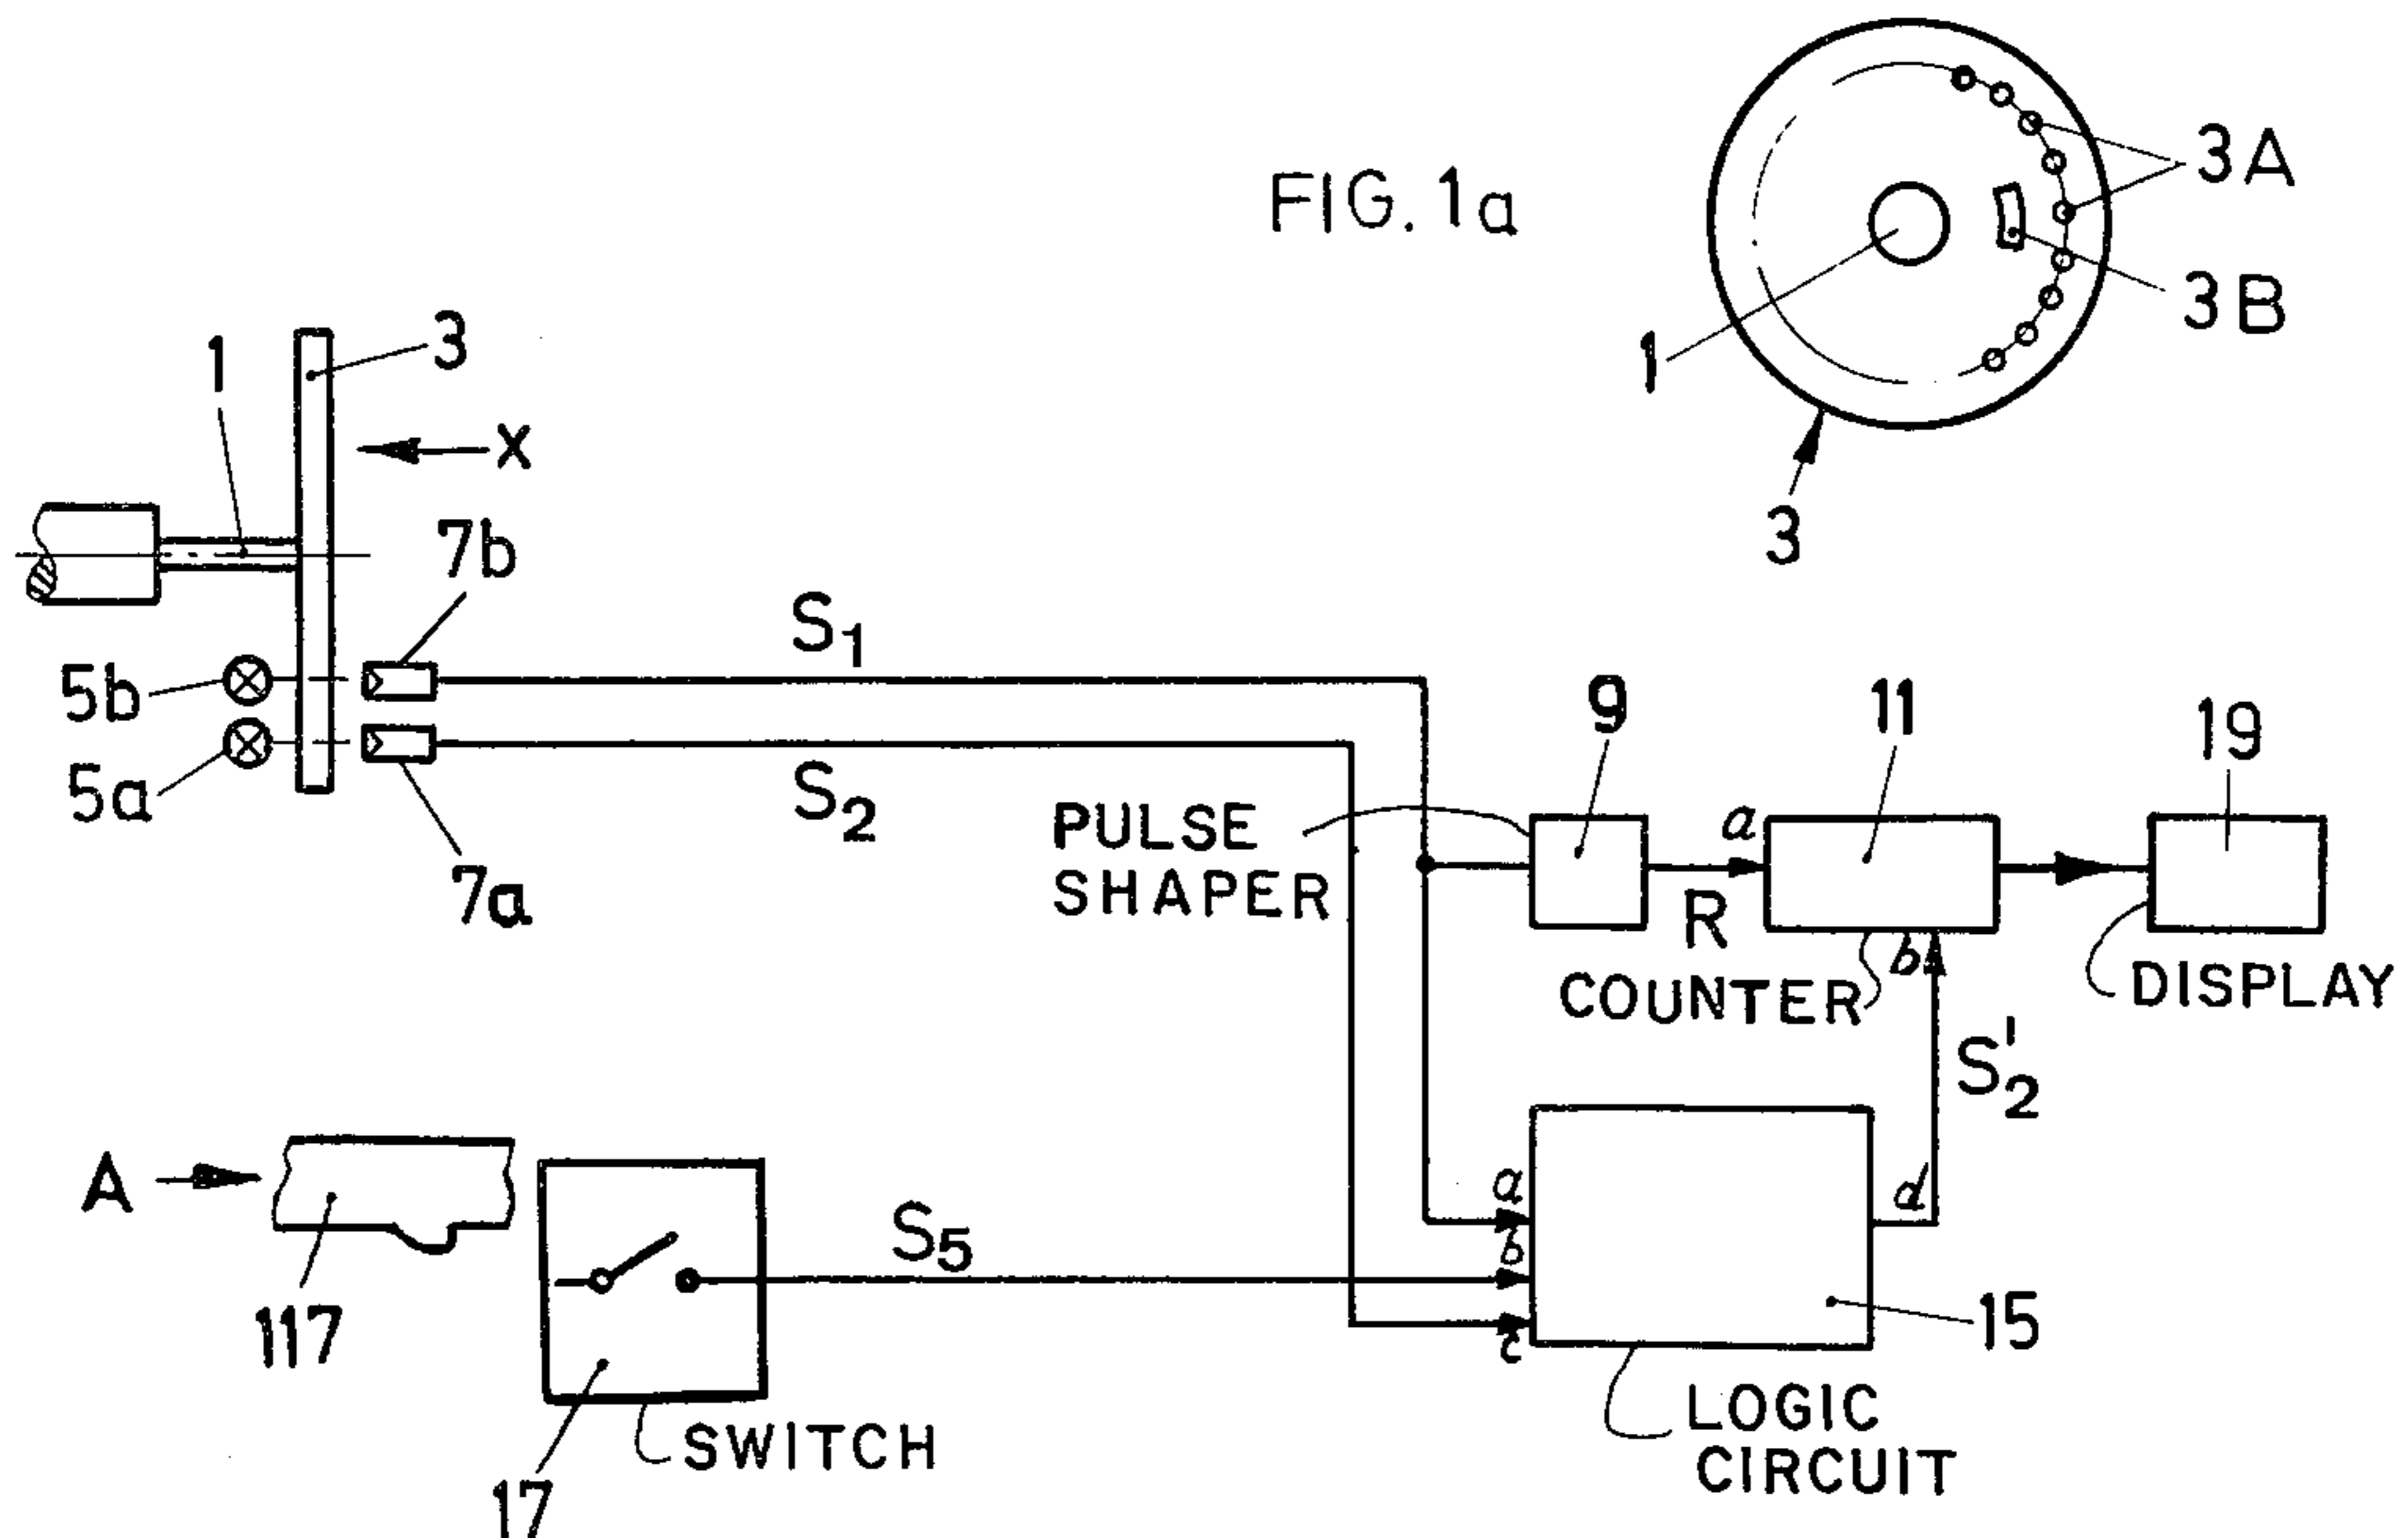 FIG. 1a
3A
3B
1
3
1
3
X
7b
5b
5a
7a
S1
S2
9
11
19
PULSE
SHAPER
a
R
b
COUNTER
DISPLAY
S'2
A
117
S5
a
b
c
d
15
17
SWITCH
LOGIC
CIRCUIT